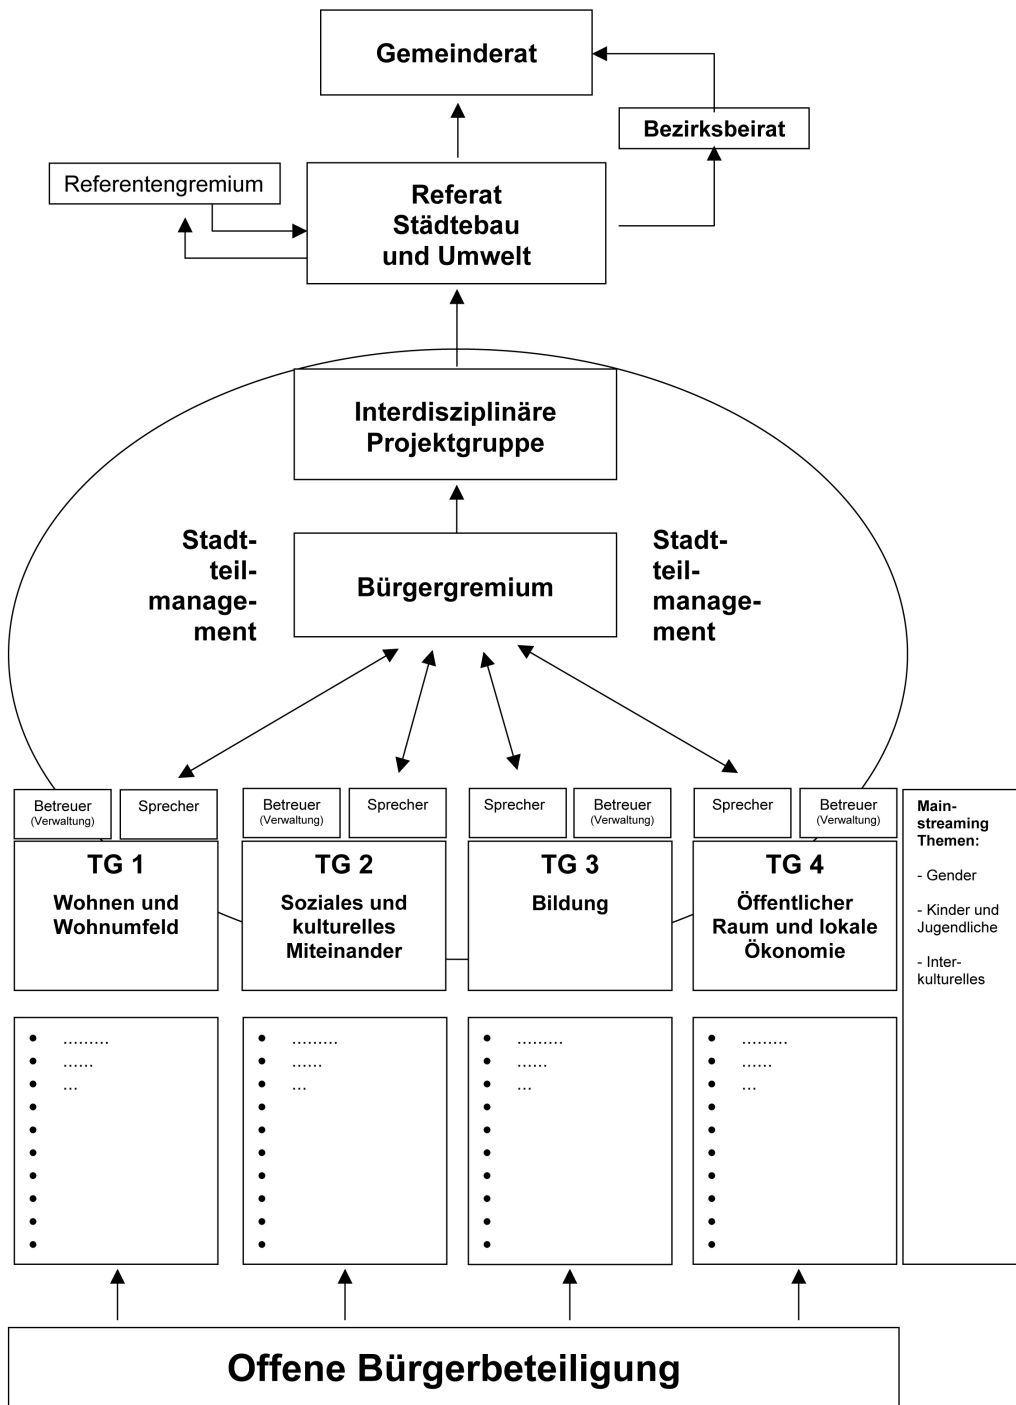 Gemeinderat
Bezirksbeirat
Referentengremium
Referat
Städtebau
und Umwelt
Interdisziplinäre
Projektgruppe
Stadt-
teil-
manage-
ment
Bürgergremium
Stadt-
teil-
manage-
ment
Betreuer
(Verwaltung)
Sprecher
TG 1
Wohnen und
Wohnumfeld
Betreuer
(Verwaltung)
Sprecher
TG 2
Soziales und
kulturelles
Miteinander
Sprecher
Betreuer
(Verwaltung)
TG 3
Bildung
Sprecher
Betreuer
(Verwaltung)
TG 4
Öffentlicher
Raum und lokale
Ökonomie
Main-
streaming
Themen:
- Gender
- Kinder und
Jugendliche
- Inter-
kulturelles
• .........
• ......
• ...
•
•
•
•
•
•
•
• .........
• ......
• ...
•
•
•
•
•
•
•
• .........
• ......
• ...
•
•
•
•
•
•
•
• .........
• ......
• ...
•
•
•
•
•
•
•
Offene Bürgerbeteiligung